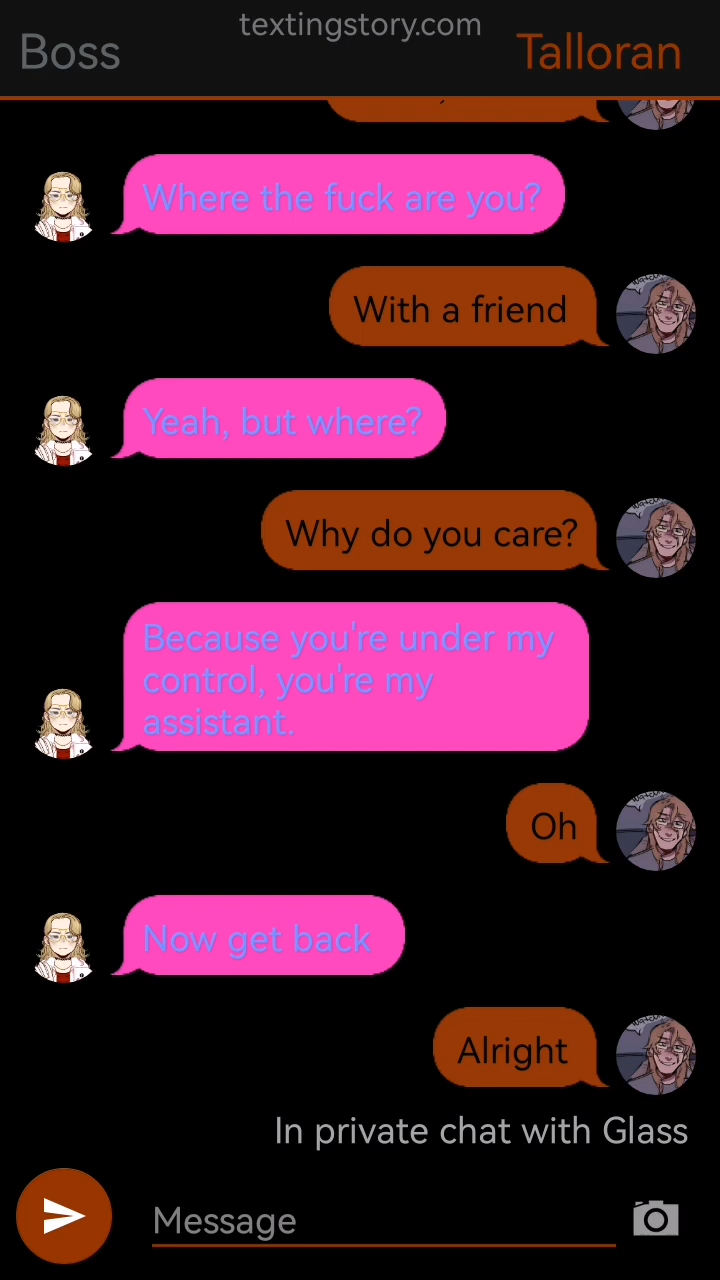 textingstory.com
Boss
Talloran
Where the fuck are you?
With a friend
Yeah, but where?
Why do you care?
Because you're under my
control, you're my
assistant.
Oh
Now get back
Alright
In private chat with Glass
Message